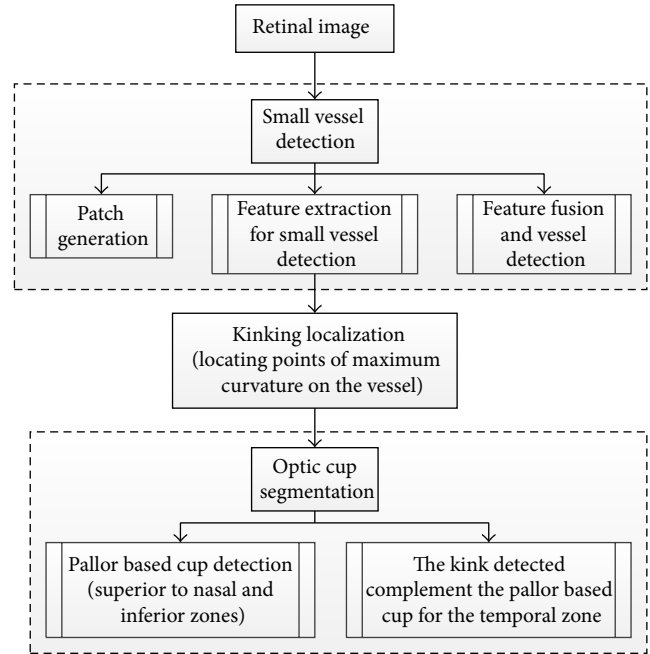 Retinal image
Small vessel
detection
Patch
generation
Feature extraction
for small vessel
detection
Feature fusion
and vessel
detection
Kinking localization
(locating points of maximum
curvature on the vessel)
Optic cup
segmentation
Pallor based cup detection
(superior to nasal and
inferior zones)
The kink detected
complement the pallor based
cup for the temporal zone